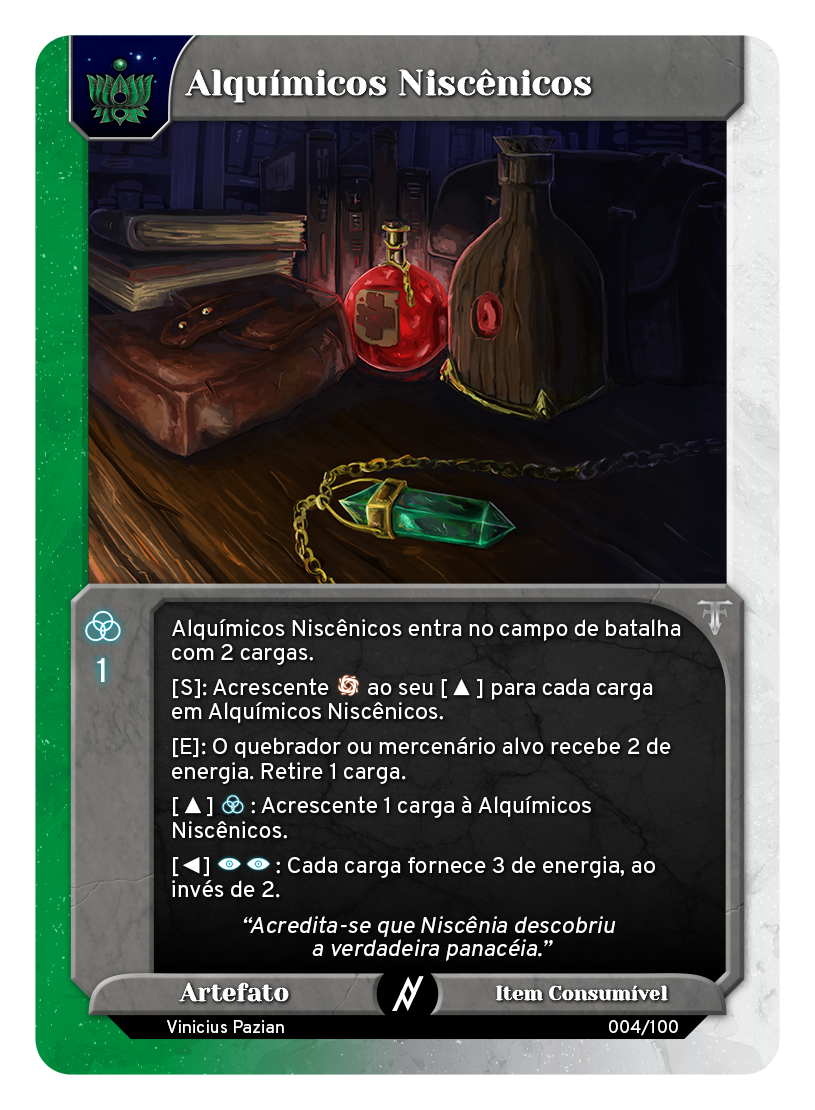 Alquímicos Niscênicos
1
Alquímicos Niscênicos entra no campo de batalha
com 2 cargas.
[S]: Acrescente ao seu [▲] para cada carga
em Alquímicos Niscênicos.
[E]: O quebrador ou mercenário alvo recebe 2 de
energia. Retire 1 carga.
[▲] : Acrescente 1 carga à Alquímicos
Niscênicos.
[◀] : Cada carga fornece 3 de energia, ao
invés de 2.
“Acredita-se que Niscênia descobriu
a verdadeira panacéia.”
Artefato
Item Consumível
Vinicius Pazian
004/100